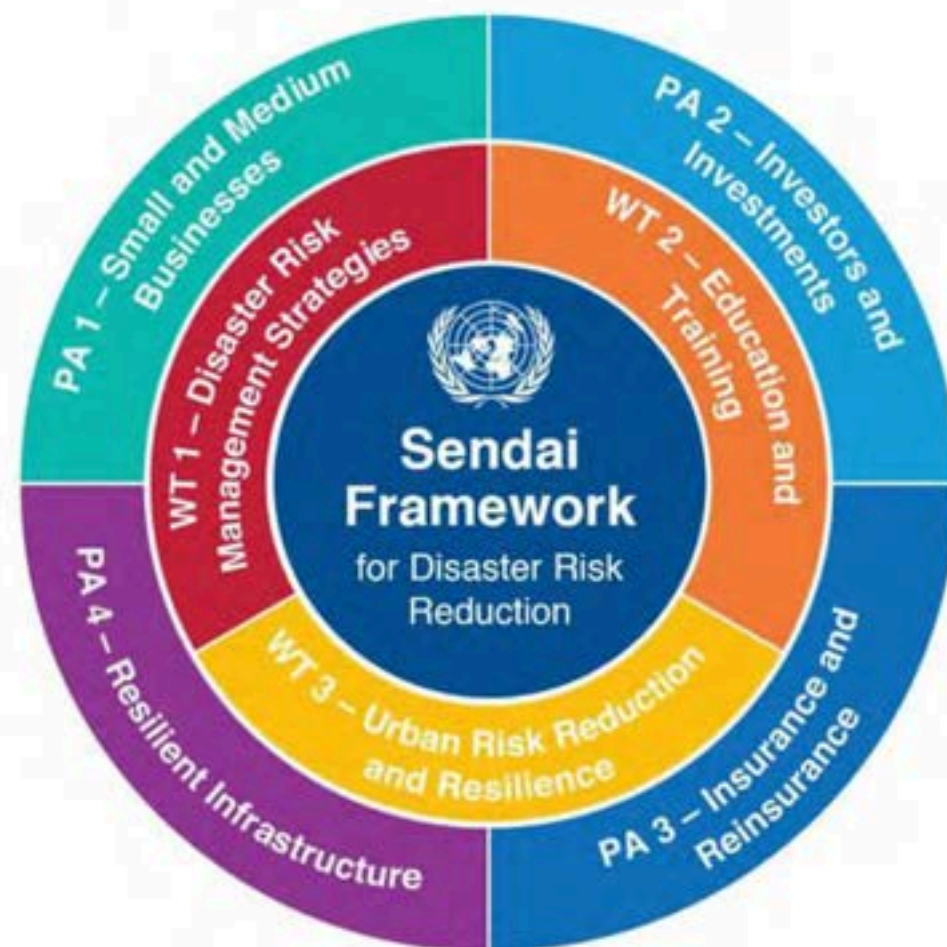 PA 1 – Small and Medium
Businesses
PA 2 – Investors and
Investments
WT 1 – Disaster Risk
Management Strategies
WT 2 – Education and
Training
Sendai
Framework
for Disaster Risk
Reduction
WT 3 – Urban Risk Reduction
and Resilience
PA 4 – Resilient Infrastructure
PA 3 – Insurance and
Reinsurance